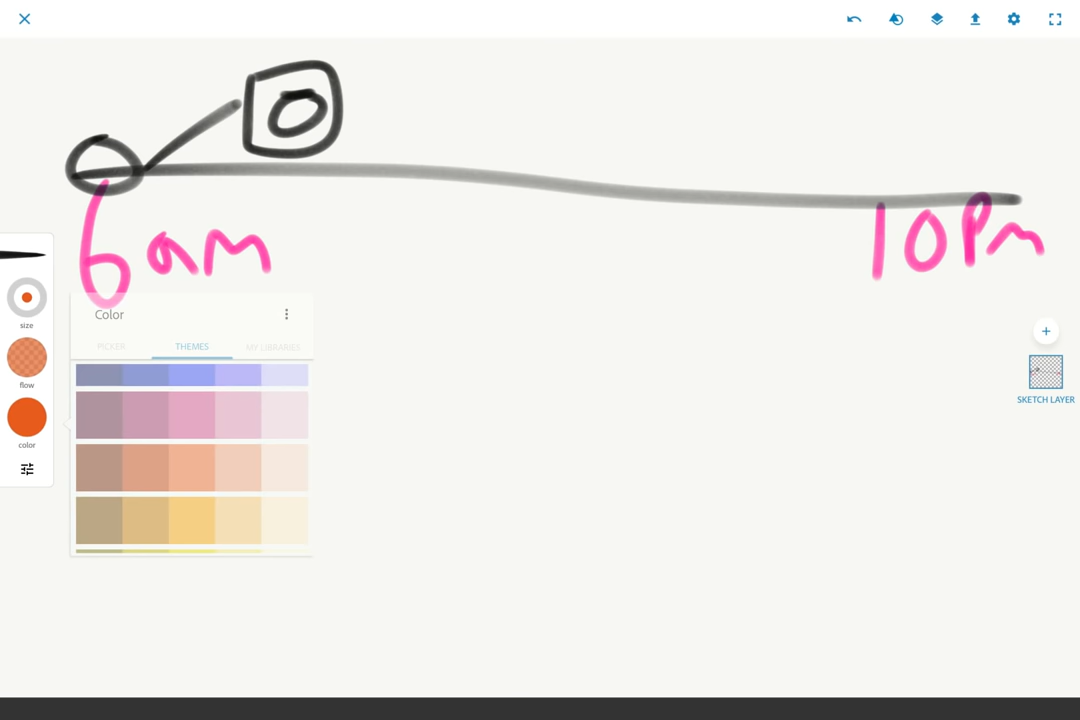 6am
10Pm
size
flow
color
Color
PICKER
THEMES
MY LIBRARIES
SKETCH LAYER